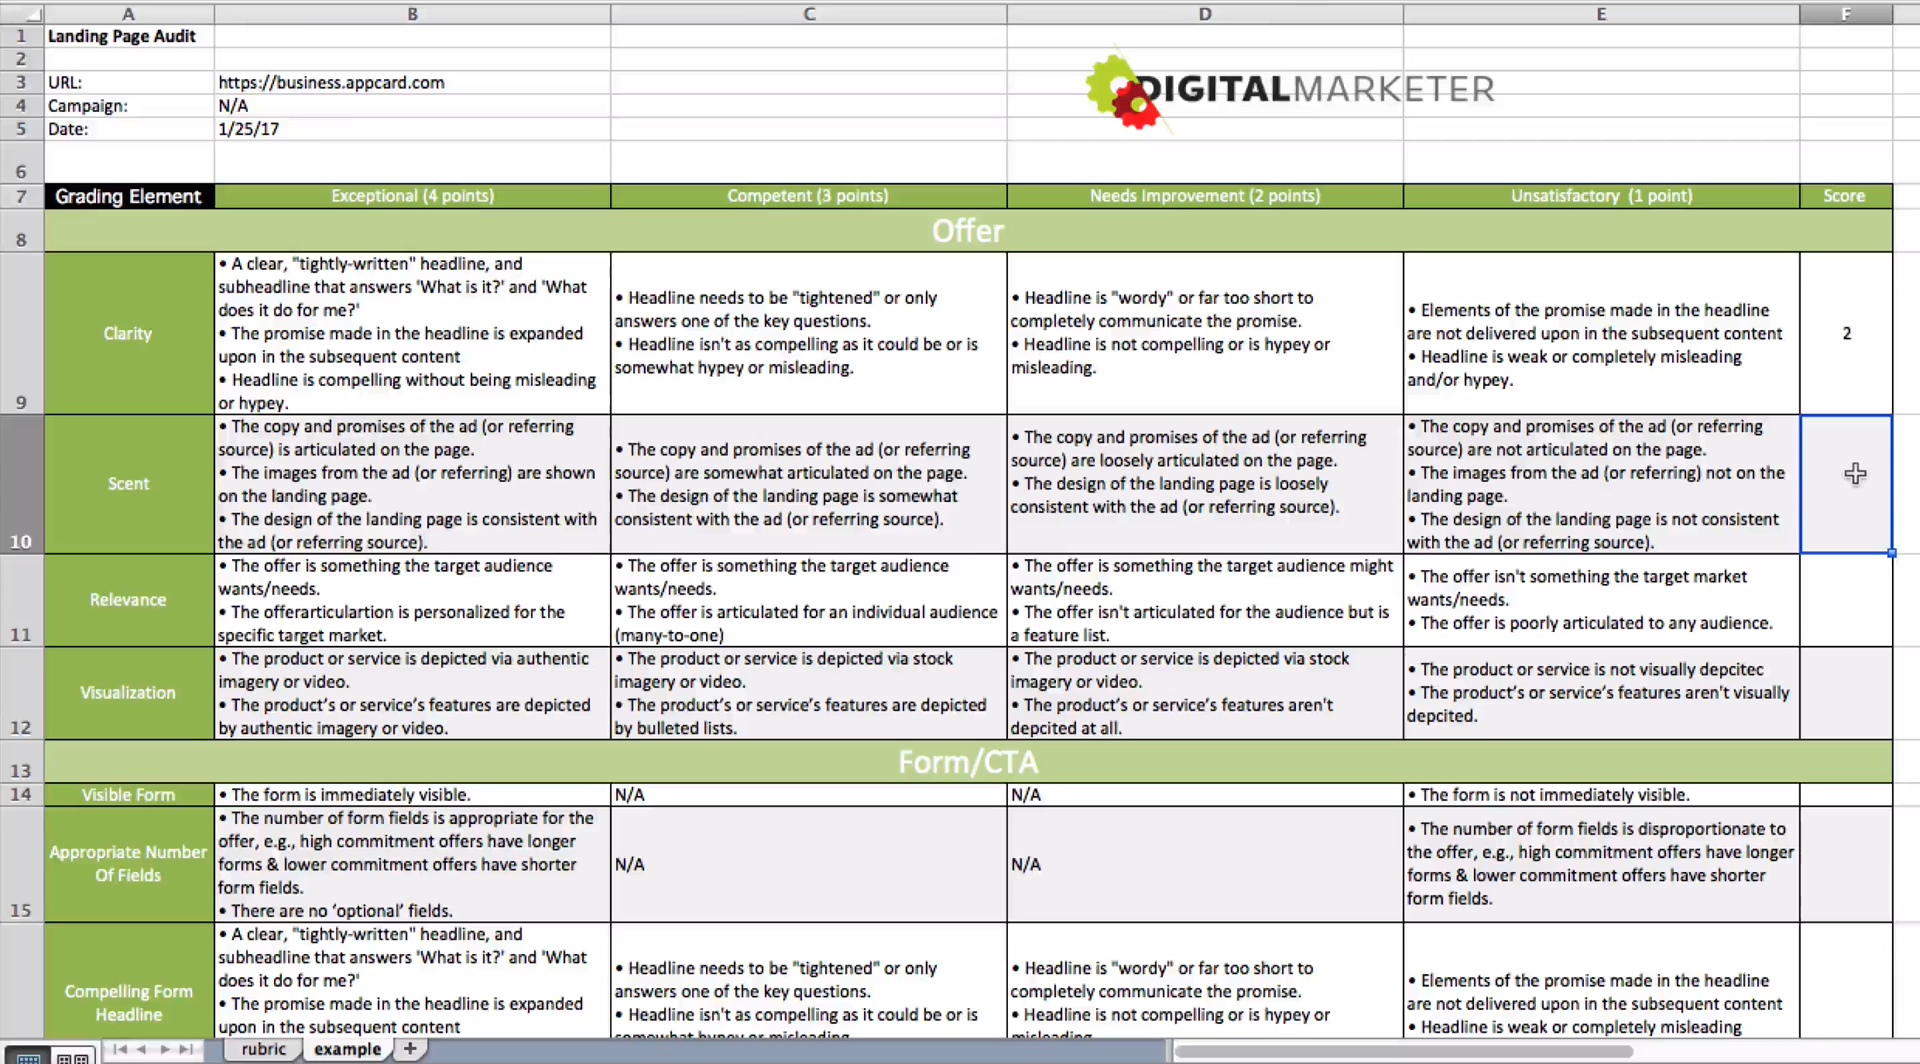 A B C D E F
1 Landing Page Audit
2
3 URL: https://business.appcard.com
4 Campaign: N/A
5 Date: 1/25/17
DIGITALMARKETER
6
7 Grading Element Exceptional (4 points) Competent (3 points) Needs Improvement (2 points) Unsatisfactory (1 point) Score
8 Offer
9
Clarity
• A clear, "tightly-written" headline, and
subheadline that answers 'What is it?' and 'What
does it do for me?'
• The promise made in the headline is expanded
upon in the subsequent content
• Headline is compelling without being misleading
or hypey.
• Headline needs to be "tightened" or only
answers one of the key questions.
• Headline isn't as compelling as it could be or is
somewhat hypey or misleading.
• Headline is "wordy" or far too short to
completely communicate the promise.
• Headline is not compelling or is hypey or
misleading.
• Elements of the promise made in the headline
are not delivered upon in the subsequent content
• Headline is weak or completely misleading
and/or hypey.
2
10
Scent
• The copy and promises of the ad (or referring
source) is articulated on the page.
• The images from the ad (or referring) are shown
on the landing page.
• The design of the landing page is consistent with
the ad (or referring source).
• The copy and promises of the ad (or referring
source) are somewhat articulated on the page.
• The design of the landing page is somewhat
consistent with the ad (or referring source).
• The copy and promises of the ad (or referring
source) are loosely articulated on the page.
• The design of the landing page is loosely
consistent with the ad (or referring source).
• The copy and promises of the ad (or referring
source) are not articulated on the page.
• The images from the ad (or referring) not on the
landing page.
• The design of the landing page is not consistent
with the ad (or referring source).
11
Relevance
• The offer is something the target audience
wants/needs.
• The offerarticulartion is personalized for the
specific target market.
• The offer is something the target audience
wants/needs.
• The offer is articulated for an individual audience
(many-to-one)
• The offer is something the target audience might
wants/needs.
• The offer isn't articulated for the audience but is
a feature list.
• The offer isn't something the target market
wants/needs.
• The offer is poorly articulated to any audience.
12
Visualization
• The product or service is depicted via authentic
imagery or video.
• The product's or service's features are depicted
by authentic imagery or video.
• The product or service is depicted via stock
imagery or video.
• The product's or service's features are depicted
by bulleted lists.
• The product or service is depicted via stock
imagery or video.
• The product's or service's features aren't
depcited at all.
• The product or service is not visually depcitec
• The product's or service's features aren't visually
depcited.
13 Form/CTA
14 Visible Form • The form is immediately visible. N/A N/A • The form is not immediately visible.
15
Appropriate Number
Of Fields
• The number of form fields is appropriate for the
offer, e.g., high commitment offers have longer
forms & lower commitment offers have shorter
form fields.
• There are no 'optional' fields.
N/A
N/A
• The number of form fields is disproportionate to
the offer, e.g., high commitment offers have longer
forms & lower commitment offers have shorter
form fields.
Compelling Form
Headline
• A clear, "tightly-written" headline, and
subheadline that answers 'What is it?' and 'What
does it do for me?'
• The promise made in the headline is expanded
upon in the subsequent content
• Headline needs to be "tightened" or only
answers one of the key questions.
• Headline isn't as compelling as it could be or is
somewhat hypey or misleading.
• Headline is "wordy" or far too short to
completely communicate the promise.
• Headline is not compelling or is hypey or
misleading.
• Elements of the promise made in the headline
are not delivered upon in the subsequent content
• Headline is weak or completely misleading
rubric example +